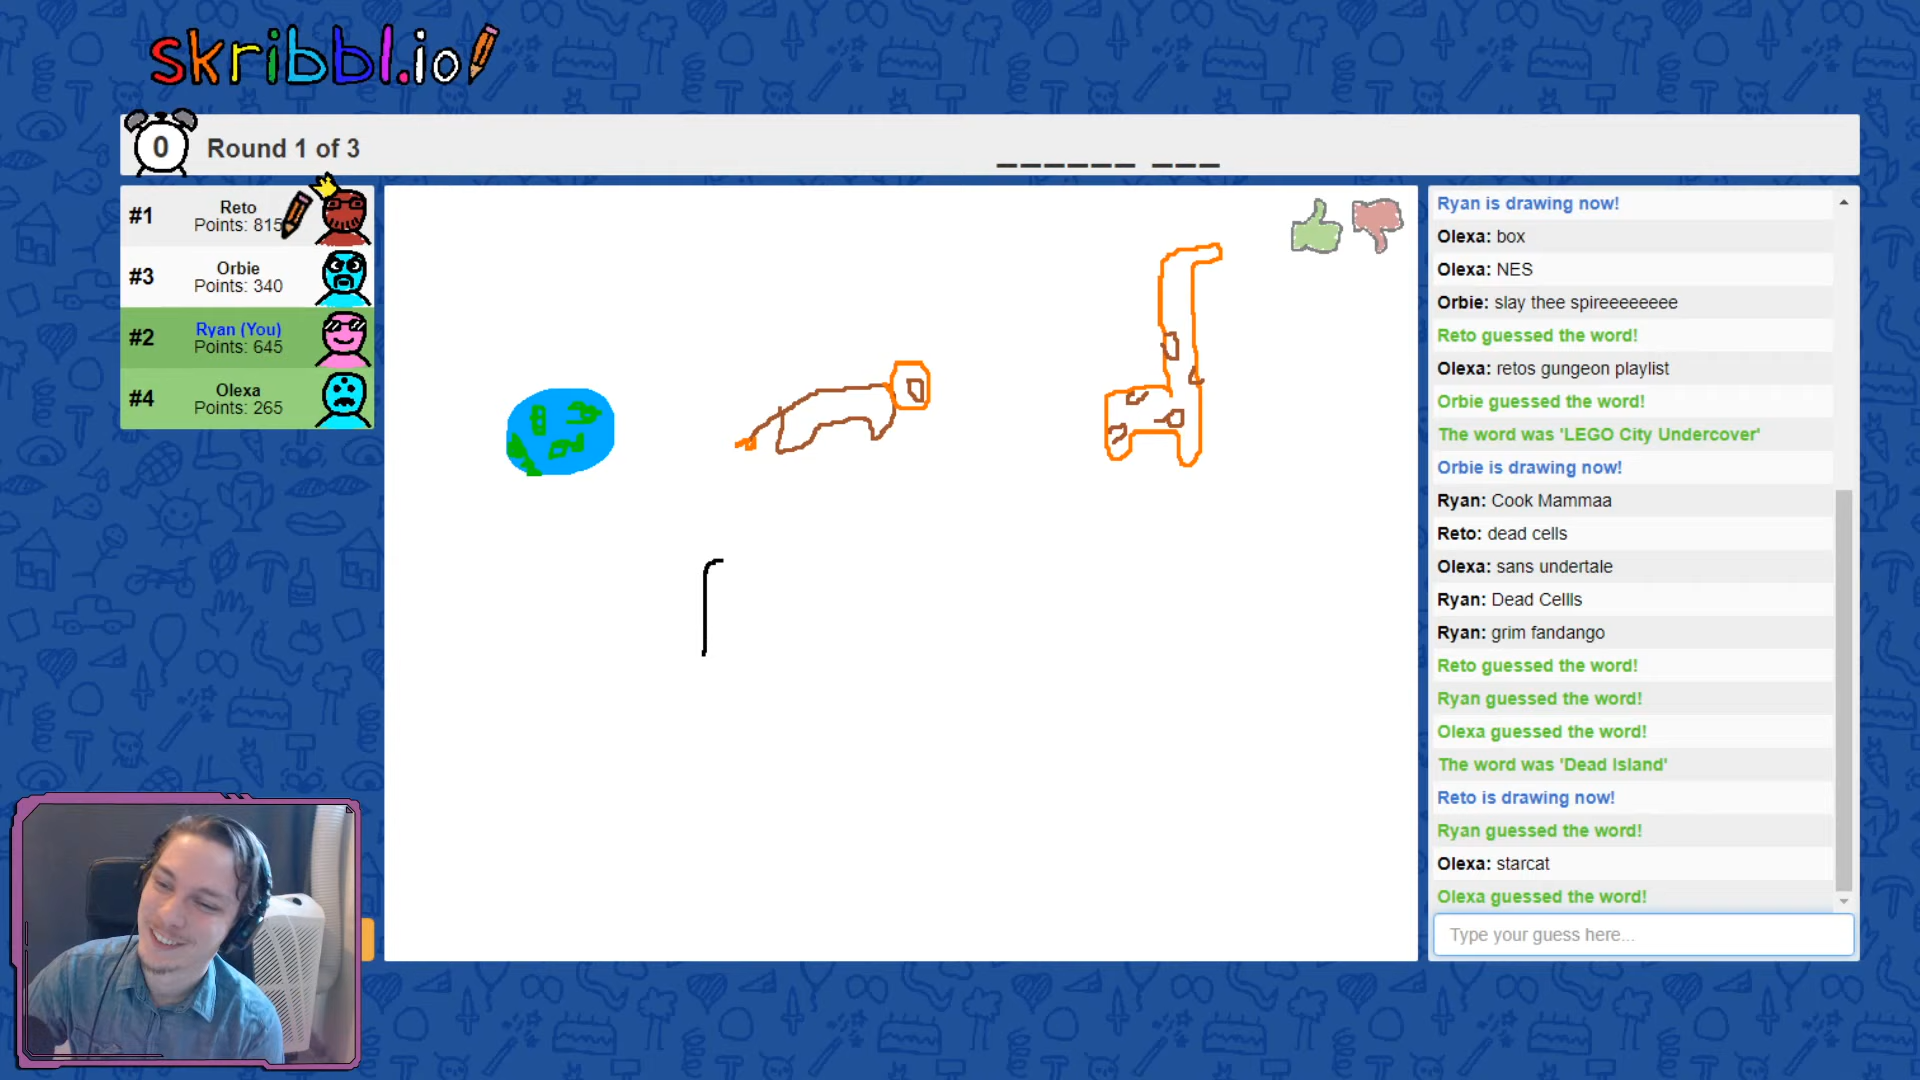 skribbl.io
0
Round 1 of 3
______ ___
#1
Reto
Points: 815
#3
Orbie
Points: 340
#2
Ryan (You)
Points: 645
#4
Olexa
Points: 265
Ryan is drawing now!
Olexa: box
Olexa: NES
Orbie: slay thee spireeeeeeee
Reto guessed the word!
Olexa: retos gungeon playlist
Orbie guessed the word!
The word was 'LEGO City Undercover'
Orbie is drawing now!
Ryan: Cook Mammaa
Reto: dead cells
Olexa: sans undertale
Ryan: Dead Cellls
Ryan: grim fandango
Reto guessed the word!
Ryan guessed the word!
Olexa guessed the word!
The word was 'Dead Island'
Reto is drawing now!
Ryan guessed the word!
Olexa: starcat
Olexa guessed the word!
Type your guess here...